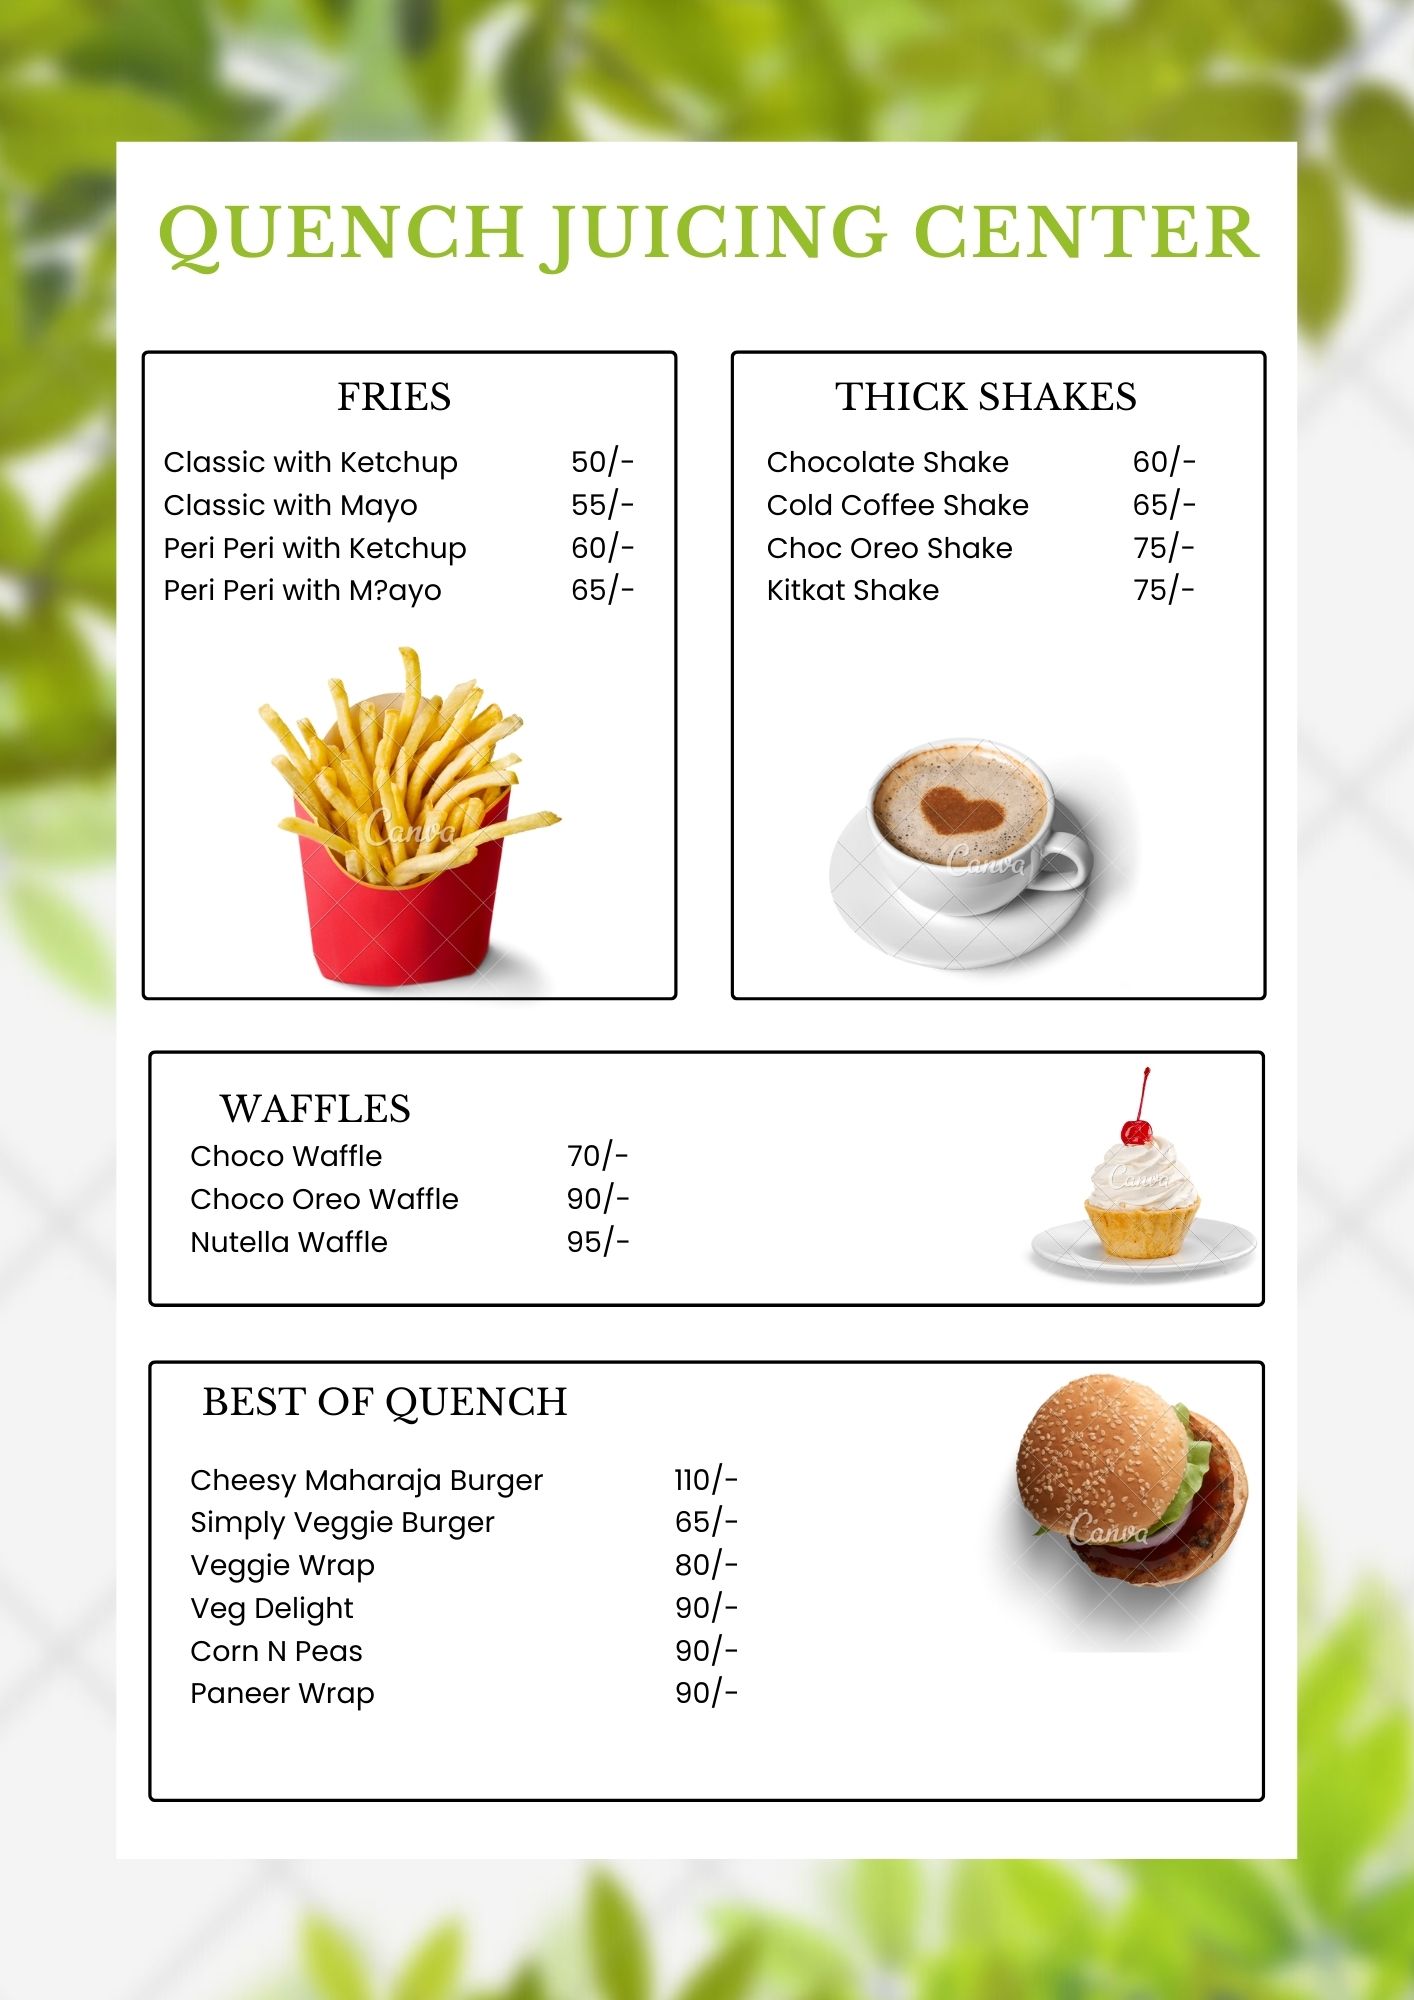 QUENCH JUICING CENTER
FRIES
Classic with Ketchup 50/-
Classic with Mayo 55/-
Peri Peri with Ketchup 60/-
Peri Peri with M?ayo 65/-
Canva
THICK SHAKES
Chocolate Shake 60/-
Cold Coffee Shake 65/-
Choc Oreo Shake 75/-
Kitkat Shake 75/-
Canva
WAFFLES
Choco Waffle 70/-
Choco Oreo Waffle 90/-
Nutella Waffle 95/-
Canva
BEST OF QUENCH
Cheesy Maharaja Burger 110/-
Simply Veggie Burger 65/-
Veggie Wrap 80/-
Veg Delight 90/-
Corn N Peas 90/-
Paneer Wrap 90/-
Canva